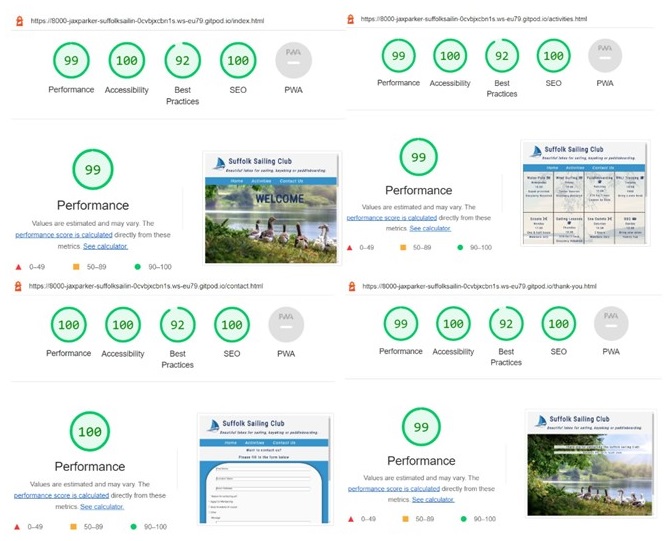 https://8000-jaxparker-suffolksailin-0cvbjxcbn1s.ws-eu79.gitpod.io/index.html
99
100
92
100
PWA
Performance
Accessibility
Best
Practices
SEO
PWA
99
Performance
Values are estimated and may vary. The
performance score is calculated directly from these
metrics. See calculator.
0–49
50–89
90–100
Suffolk Sailing Club
Beautiful lakes for sailing, kayaking or paddleboarding
Home Activities Contact Us
WELCOME
https://8000-jaxparker-suffolksailin-0cvbjxcbn1s.ws-eu79.gitpod.io/activities.html
99
100
92
100
PWA
Performance
Accessibility
Best
Practices
SEO
PWA
99
Performance
Values are estimated and may vary. The
performance score is calculated directly from these
metrics. See calculator.
0–49
50–89
90–100
Suffolk Sailing Club
Beautiful lakes for sailing, kayaking or paddleboarding
Home Activities Contact Us
https://8000-jaxparker-suffolksailin-0cvbjxcbn1s.ws-eu79.gitpod.io/contact.html
100
100
92
100
PWA
Performance
Accessibility
Best
Practices
SEO
PWA
100
Performance
Values are estimated and may vary. The
performance score is calculated directly from these
metrics. See calculator.
0–49
50–89
90–100
Suffolk Sailing Club
Beautiful lakes for sailing, kayaking or paddleboarding
Home Activities Contact Us
Want to contact us?
Please fill in the form below
https://8000-jaxparker-suffolksailin-0cvbjxcbn1s.ws-eu79.gitpod.io/thank-you.html
99
100
92
100
PWA
Performance
Accessibility
Best
Practices
SEO
PWA
99
Performance
Values are estimated and may vary. The
performance score is calculated directly from these
metrics. See calculator.
0–49
50–89
90–100
Suffolk Sailing Club
Beautiful lakes for sailing, kayaking or paddleboarding